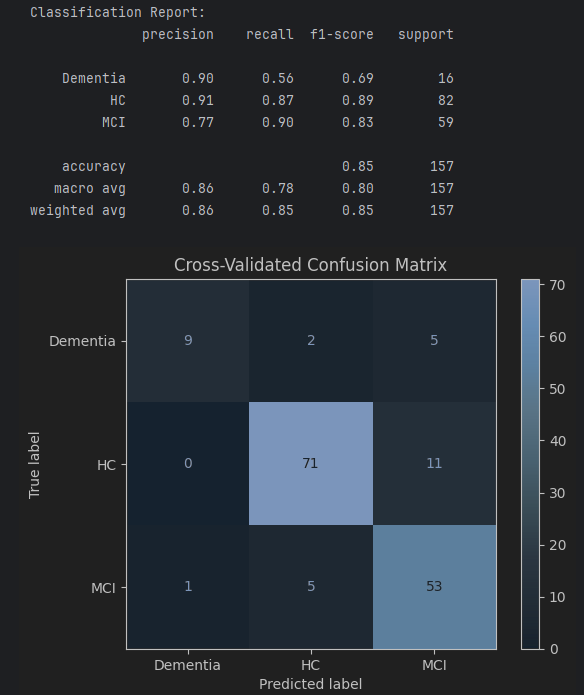 Classification Report:
precision recall f1-score support
Dementia 0.90 0.56 0.69 16
HC 0.91 0.87 0.89 82
MCI 0.77 0.90 0.83 59
accuracy 0.85 157
macro avg 0.86 0.78 0.80 157
weighted avg 0.86 0.85 0.85 157
Cross-Validated Confusion Matrix
70
60
50
40
30
20
10
0
True label
Dementia 9 2 5
HC 0 71 11
MCI 1 5 53
Dementia HC MCI
Predicted label